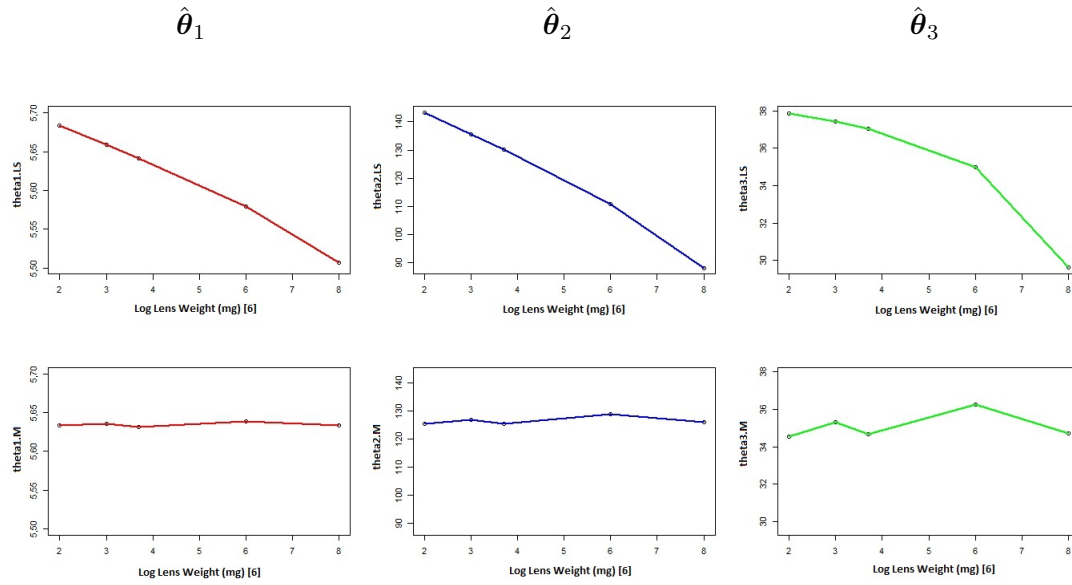 θ̂₁ θ̂₂ θ̂₃
theta1.LS
5,70
5,65
5,60
5,55
5,50
2 3 4 5 6 7 8
Log Lens Weight (mg) [6]
theta2.LS
140
130
120
110
100
90
2 3 4 5 6 7 8
Log Lens Weight (mg) [6]
theta3.LS
38
36
34
32
30
2 3 4 5 6 7 8
Log Lens Weight (mg) [6]
theta1.M
5,70
5,65
5,60
5,55
5,50
2 3 4 5 6 7 8
Log Lens Weight (mg) [6]
theta2.M
140
130
120
110
100
90
2 3 4 5 6 7 8
Log Lens Weight (mg) [6]
theta3.M
38
36
34
32
30
2 3 4 5 6 7 8
Log Lens Weight (mg) [6]